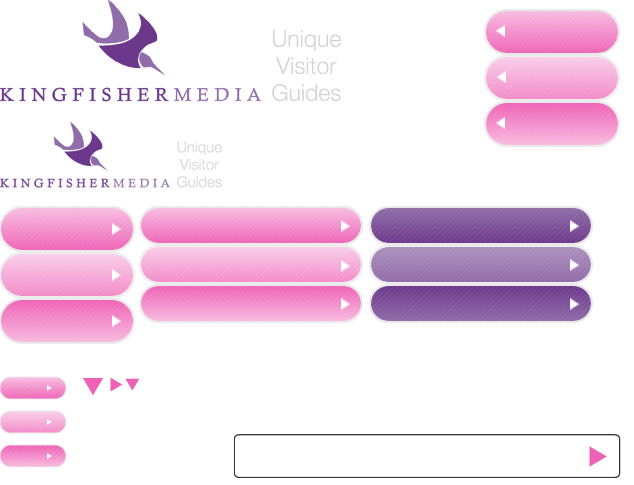 Unique
Visitor
Guides
KINGFISHERMEDIA
Unique
Visitor
Guides
KINGFISHERMEDIA